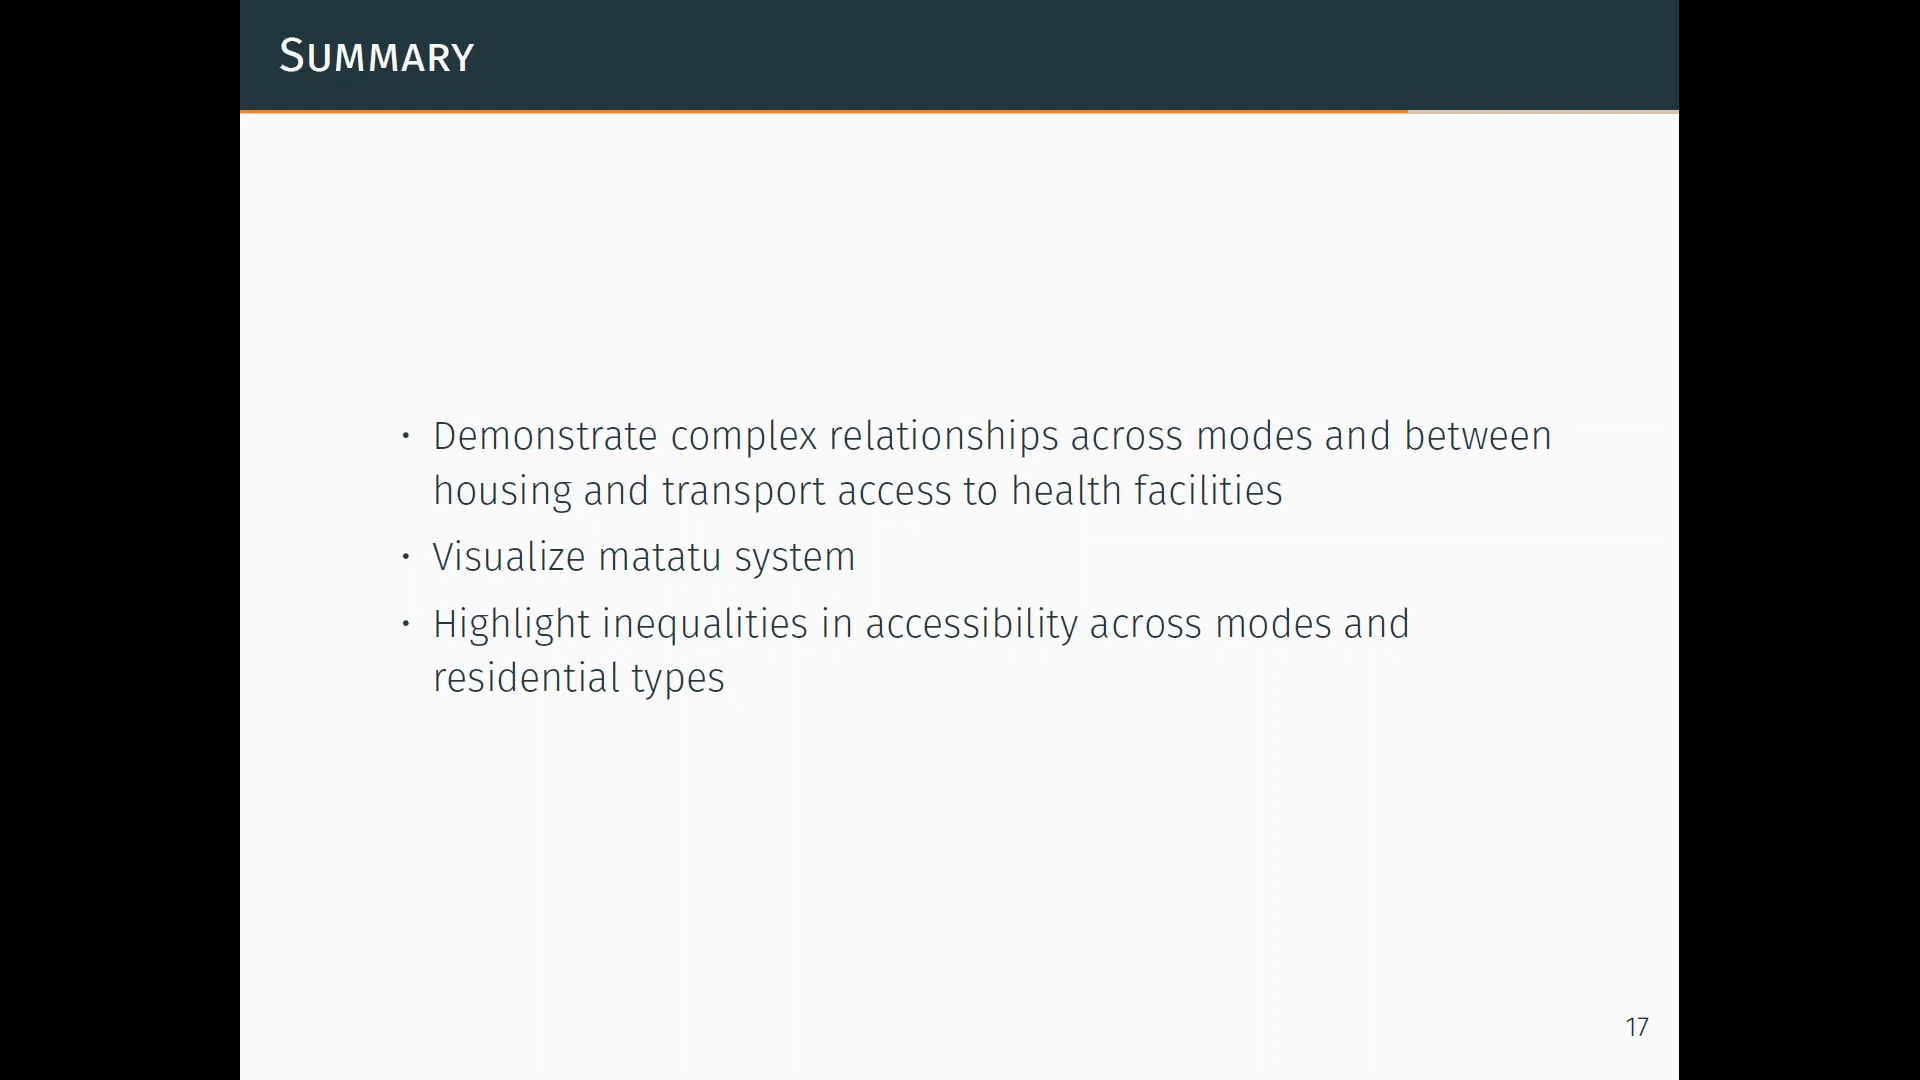 Summary
• Demonstrate complex relationships across modes and between
housing and transport access to health facilities
• Visualize matatu system
• Highlight inequalities in accessibility across modes and
residential types
17